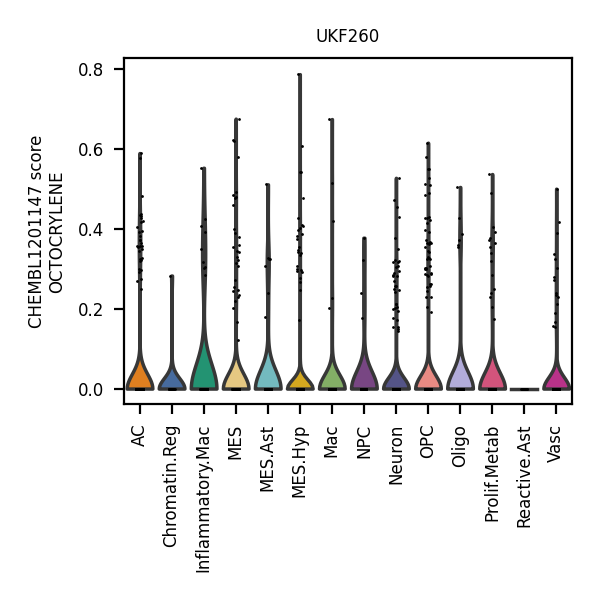 UKF260
CHEMBL1201147 score
OCTOCRYLENE
0.8
0.6
0.4
0.2
0.0
AC
Chromatin.Reg
Inflammatory.Mac
MES
MES.Ast
MES.Hyp
Mac
NPC
Neuron
OPC
Oligo
Prolif.Metab
Reactive.Ast
Vasc